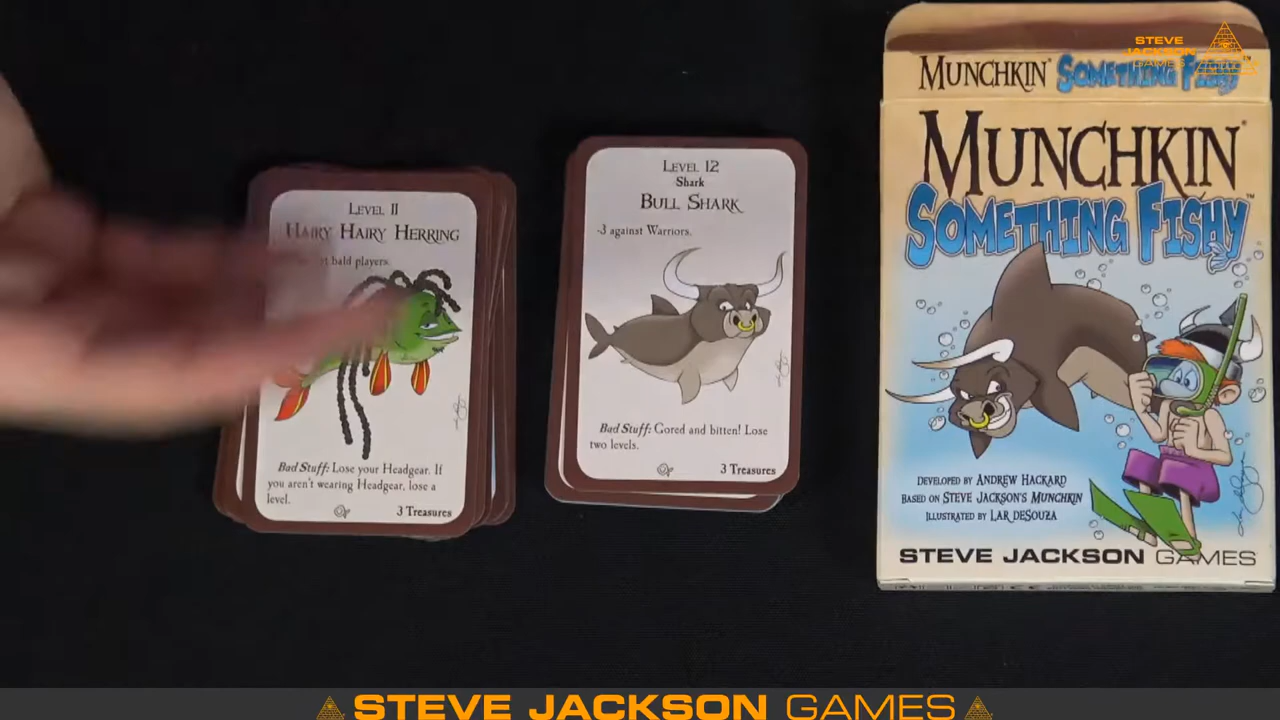 LEVEL 11
HAIRY HAIRY HERRING
bald players.
Bad Stuff: Lose your Headgear. If
you aren't wearing Headgear, lose a
level.
3 Treasures
LEVEL 12
Shark
BULL SHARK
-3 against Warriors.
Bad Stuff: Gored and bitten! Lose
two levels.
3 Treasures
STEVE
JACKSON
GAMES
MUNCHKIN® SOMETHING FISHY™
MUNCHKIN®
SOMETHING FISHY™
DEVELOPED BY ANDREW HACKARD
BASED ON STEVE JACKSON'S MUNCHKIN
ILLUSTRATED BY LAR DESOUZA
STEVE JACKSON GAMES
STEVE JACKSON GAMES